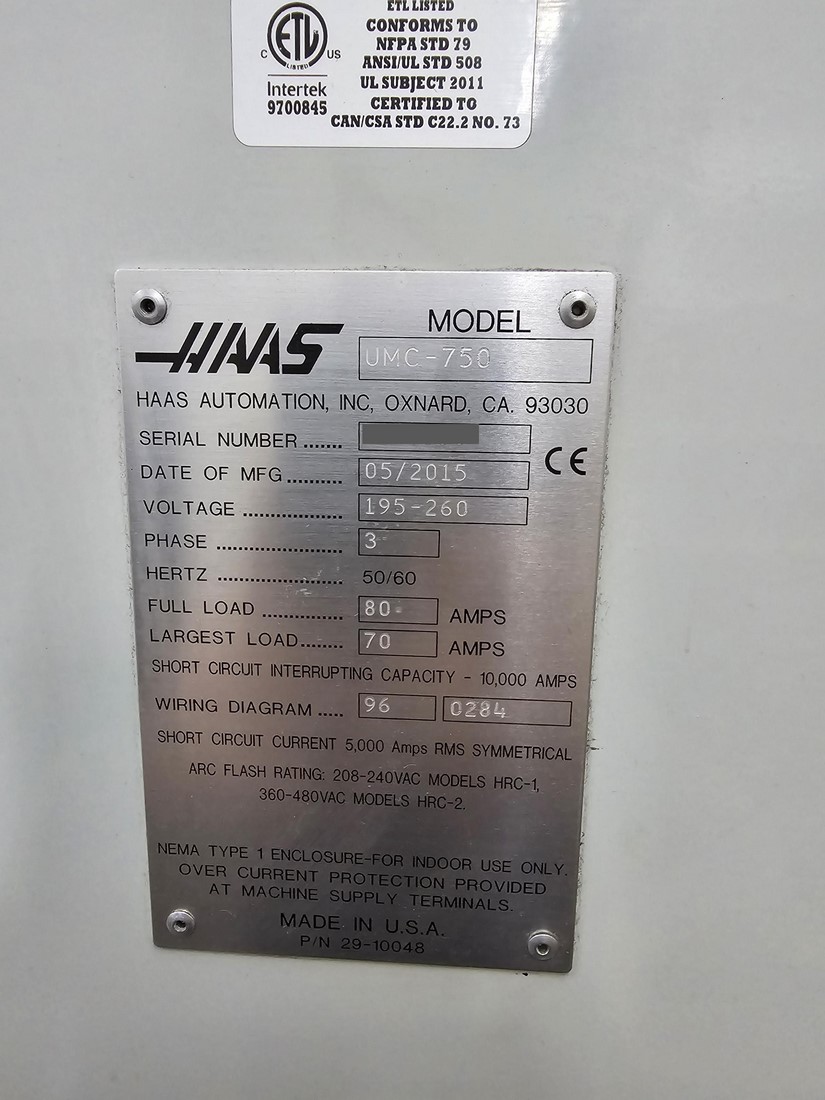 ETL LISTED
CONFORMS TO
NFPA STD 79
ANSI/UL STD 508
UL SUBJECT 2011
CERTIFIED TO
CAN/CSA STD C22.2 NO. 73
C ETL US
LISTED
Intertek
9700845
HAAS
MODEL
UMC-750
HAAS AUTOMATION, INC, OXNARD, CA. 93030
SERIAL NUMBER .......
CE
DATE OF MFG .......... 05/2015
VOLTAGE .................. 195-260
PHASE ....................... 3
HERTZ ....................... 50/60
FULL LOAD .............. 80 AMPS
LARGEST LOAD........ 70 AMPS
SHORT CIRCUIT INTERRUPTING CAPACITY - 10,000 AMPS
WIRING DIAGRAM ..... 96 0284
SHORT CIRCUIT CURRENT 5,000 Amps RMS SYMMETRICAL
ARC FLASH RATING: 208-240VAC MODELS HRC-1,
360-480VAC MODELS HRC-2.
NEMA TYPE 1 ENCLOSURE-FOR INDOOR USE ONLY.
OVER CURRENT PROTECTION PROVIDED
AT MACHINE SUPPLY TERMINALS.
MADE IN U.S.A.
P/N 29-10048